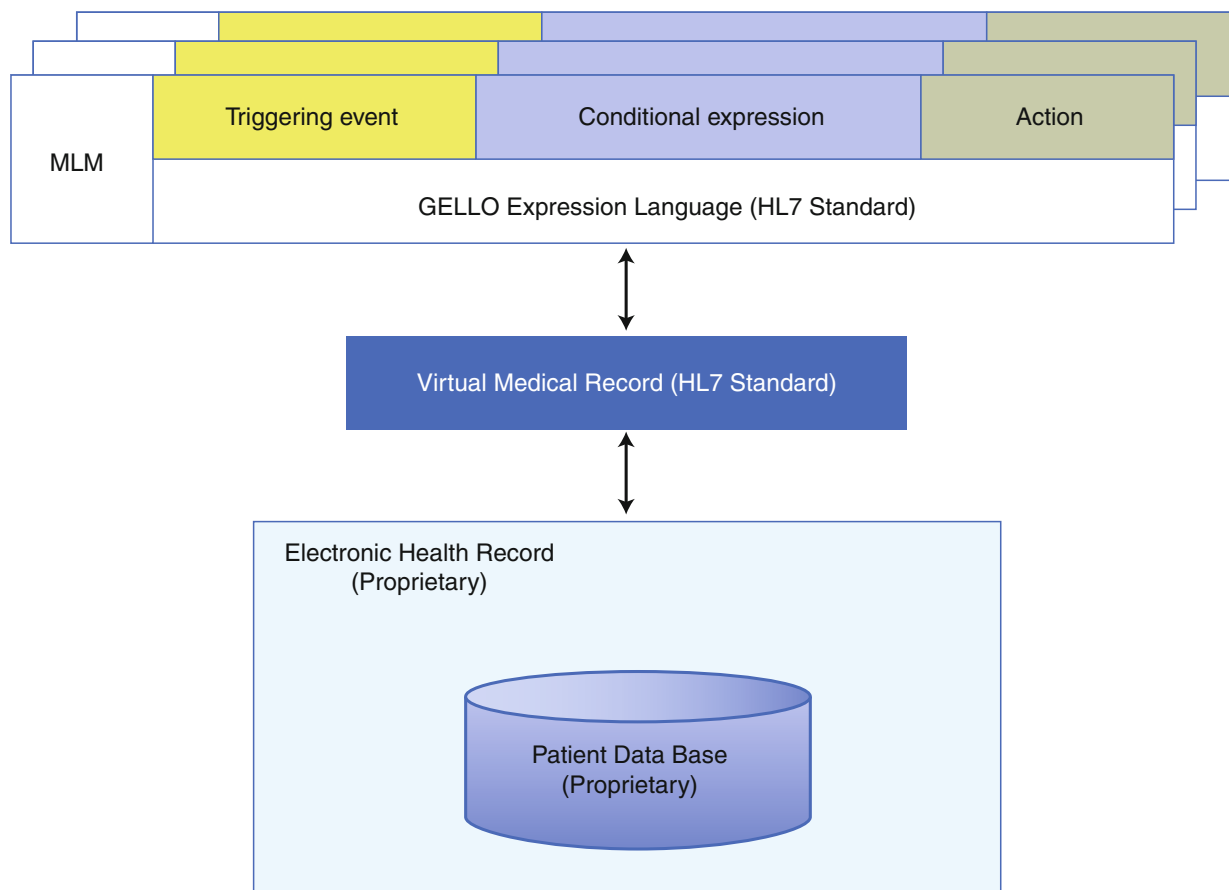 Triggering event
Conditional expression
Action
MLM
GELLO Expression Language (HL7 Standard)
Virtual Medical Record (HL7 Standard)
Electronic Health Record
(Proprietary)
Patient Data Base
(Proprietary)